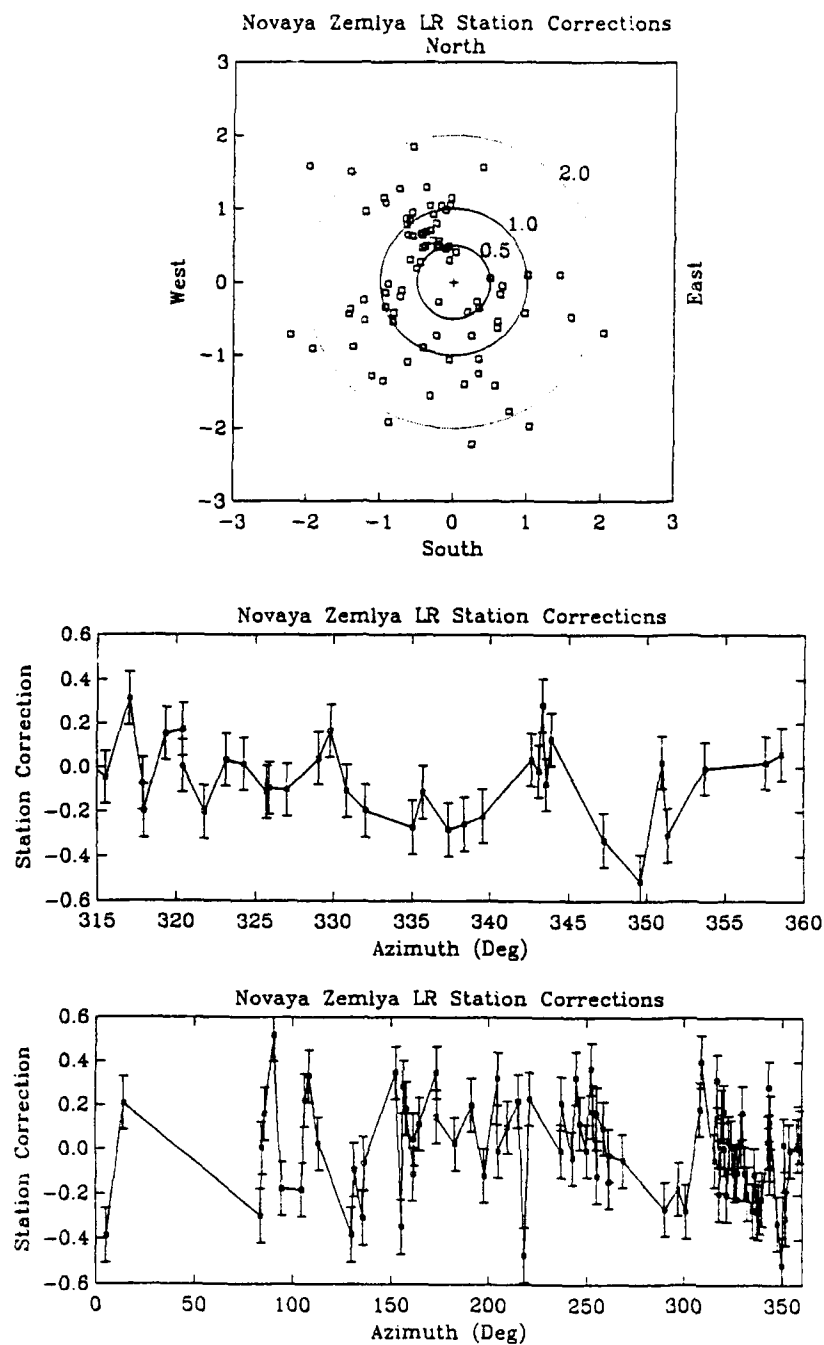 Novaya Zemlya LR Station Corrections
North
3
2
1
0
−1
−2
−3
West
East
2.0
1.0
0.5
−3 −2 −1 0 1 2 3
South
Novaya Zemlya LR Station Corrections
Station Correction
0.6
0.4
0.2
0.0
−0.2
−0.4
−0.6
315 320 325 330 335 340 345 350 355 360
Azimuth (Deg)
Novaya Zemlya LR Station Corrections
Station Correction
0.6
0.4
0.2
0.0
−0.2
−0.4
−0.6
0 50 100 150 200 250 300 350
Azimuth (Deg)